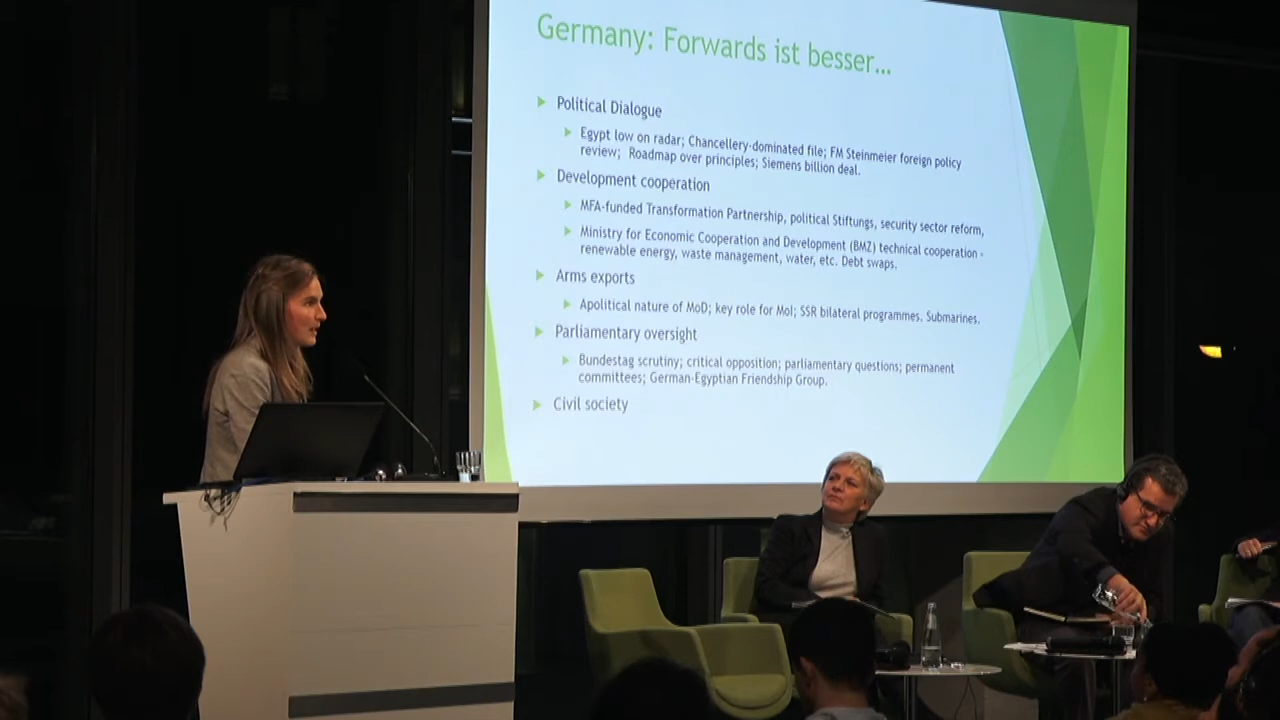 Germany: Forwards ist besser...
Political Dialogue
Egypt low on radar; Chancellery-dominated file; FM Steinmeier foreign policy
review; Roadmap over principles; Siemens billion deal.
Development cooperation
MFA-funded Transformation Partnership, political Stiftungs, security sector reform,
Ministry for Economic Cooperation and Development (BMZ) technical cooperation -
renewable energy, waste management, water, etc. Debt swaps.
Arms exports
Apolitical nature of MoD; key role for MoI; SSR bilateral programmes. Submarines.
Parliamentary oversight
Bundestag scrutiny; critical opposition; parliamentary questions; permanent
committees; German-Egyptian Friendship Group.
Civil society